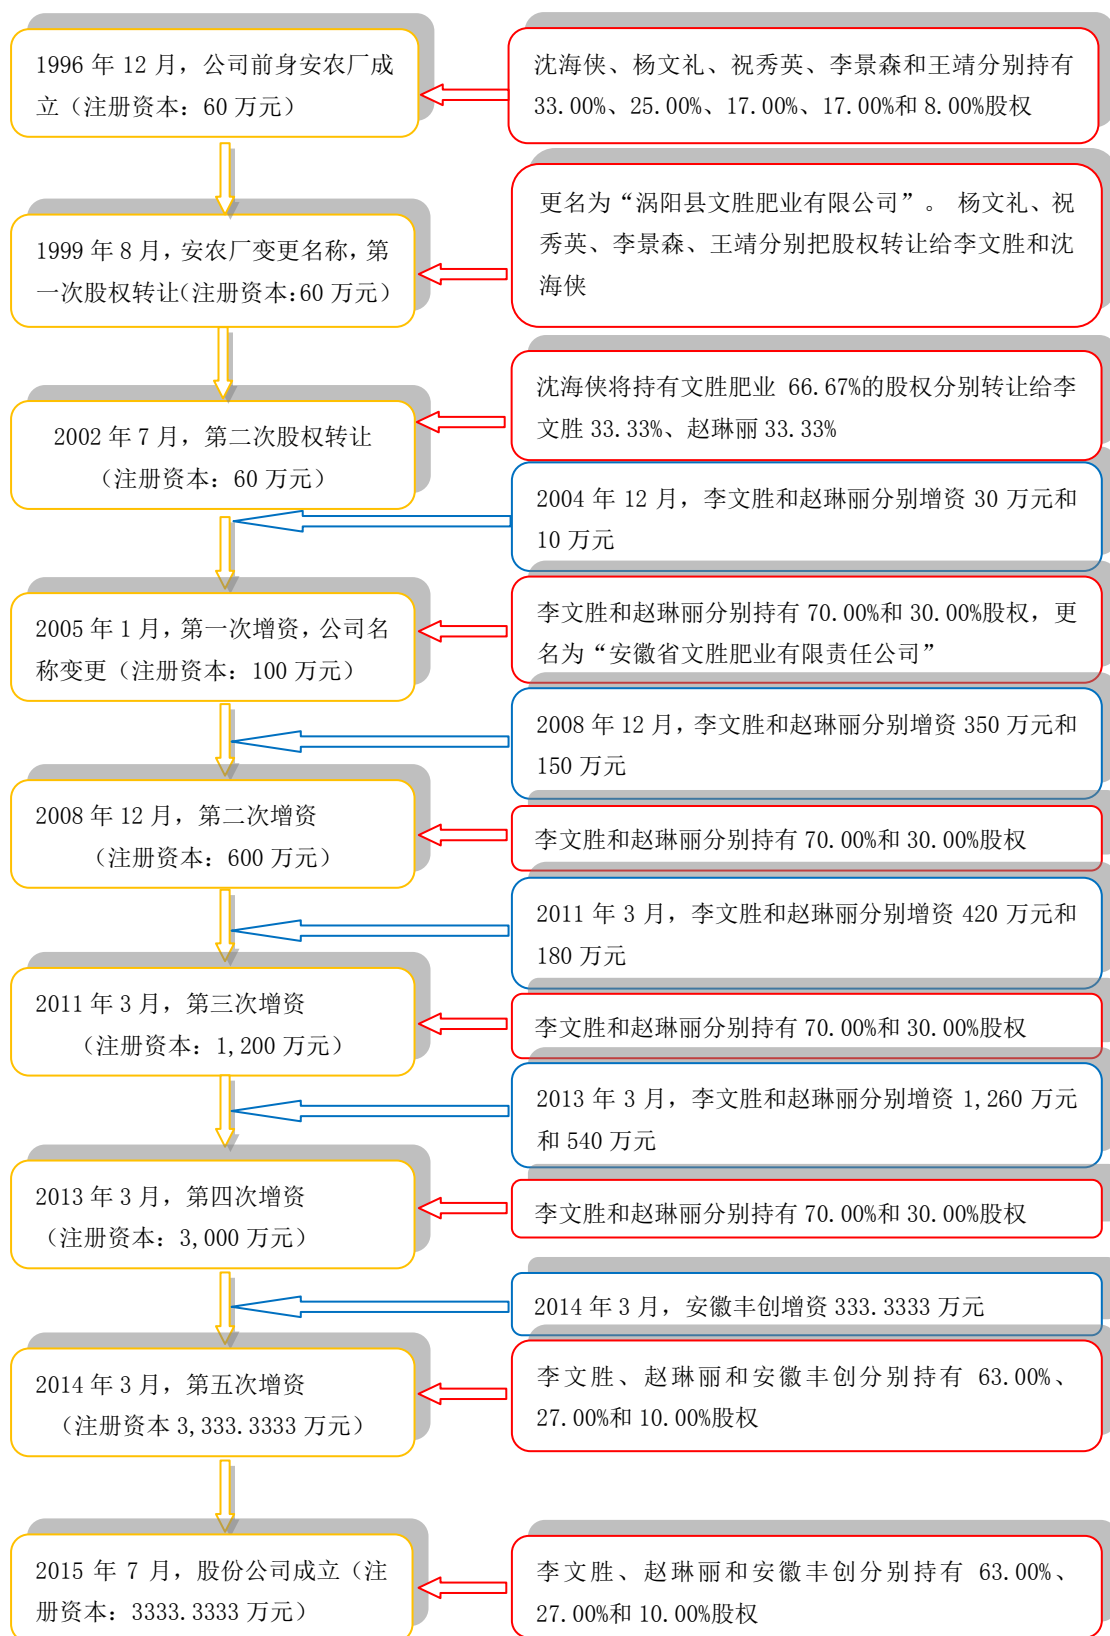 1996 年 12 月，公司前身安农厂成
立（注册资本：60 万元）
沈海侠、杨文礼、祝秀英、李景森和王靖分别持有
33.00%、25.00%、17.00%、17.00%和 8.00%股权
1999 年 8 月，安农厂变更名称，第
一次股权转让（注册资本：60 万元）
更名为“涡阳县文胜肥业有限公司”。 杨文礼、祝
秀英、李景森、王靖分别把股权转让给李文胜和沈
海侠
2002 年 7 月，第二次股权转让
（注册资本：60 万元）
沈海侠将持有文胜肥业 66.67%的股权分别转让给李
文胜 33.33%、赵琳丽 33.33%
2004 年 12 月，李文胜和赵琳丽分别增资 30 万元和
10 万元
2005 年 1 月，第一次增资，公司名
称变更（注册资本：100 万元）
李文胜和赵琳丽分别持有 70.00%和 30.00%股权，更
名为“安徽省文胜肥业有限责任公司”
2008 年 12 月，李文胜和赵琳丽分别增资 350 万元和
150 万元
2008 年 12 月，第二次增资
（注册资本：600 万元）
李文胜和赵琳丽分别持有 70.00%和 30.00%股权
2011 年 3 月，李文胜和赵琳丽分别增资 420 万元和
180 万元
2011 年 3 月，第三次增资
（注册资本：1,200 万元）
李文胜和赵琳丽分别持有 70.00%和 30.00%股权
2013 年 3 月，李文胜和赵琳丽分别增资 1,260 万元
和 540 万元
2013 年 3 月，第四次增资
（注册资本：3,000 万元）
李文胜和赵琳丽分别持有 70.00%和 30.00%股权
2014 年 3 月，安徽丰创增资 333.3333 万元
2014 年 3 月，第五次增资
（注册资本 3,333.3333 万元）
李文胜、赵琳丽和安徽丰创分别持有 63.00%、
27.00%和 10.00%股权
2015 年 7 月，股份公司成立（注
册资本：3333.3333 万元）
李文胜、赵琳丽和安徽丰创分别持有 63.00%、
27.00%和 10.00%股权